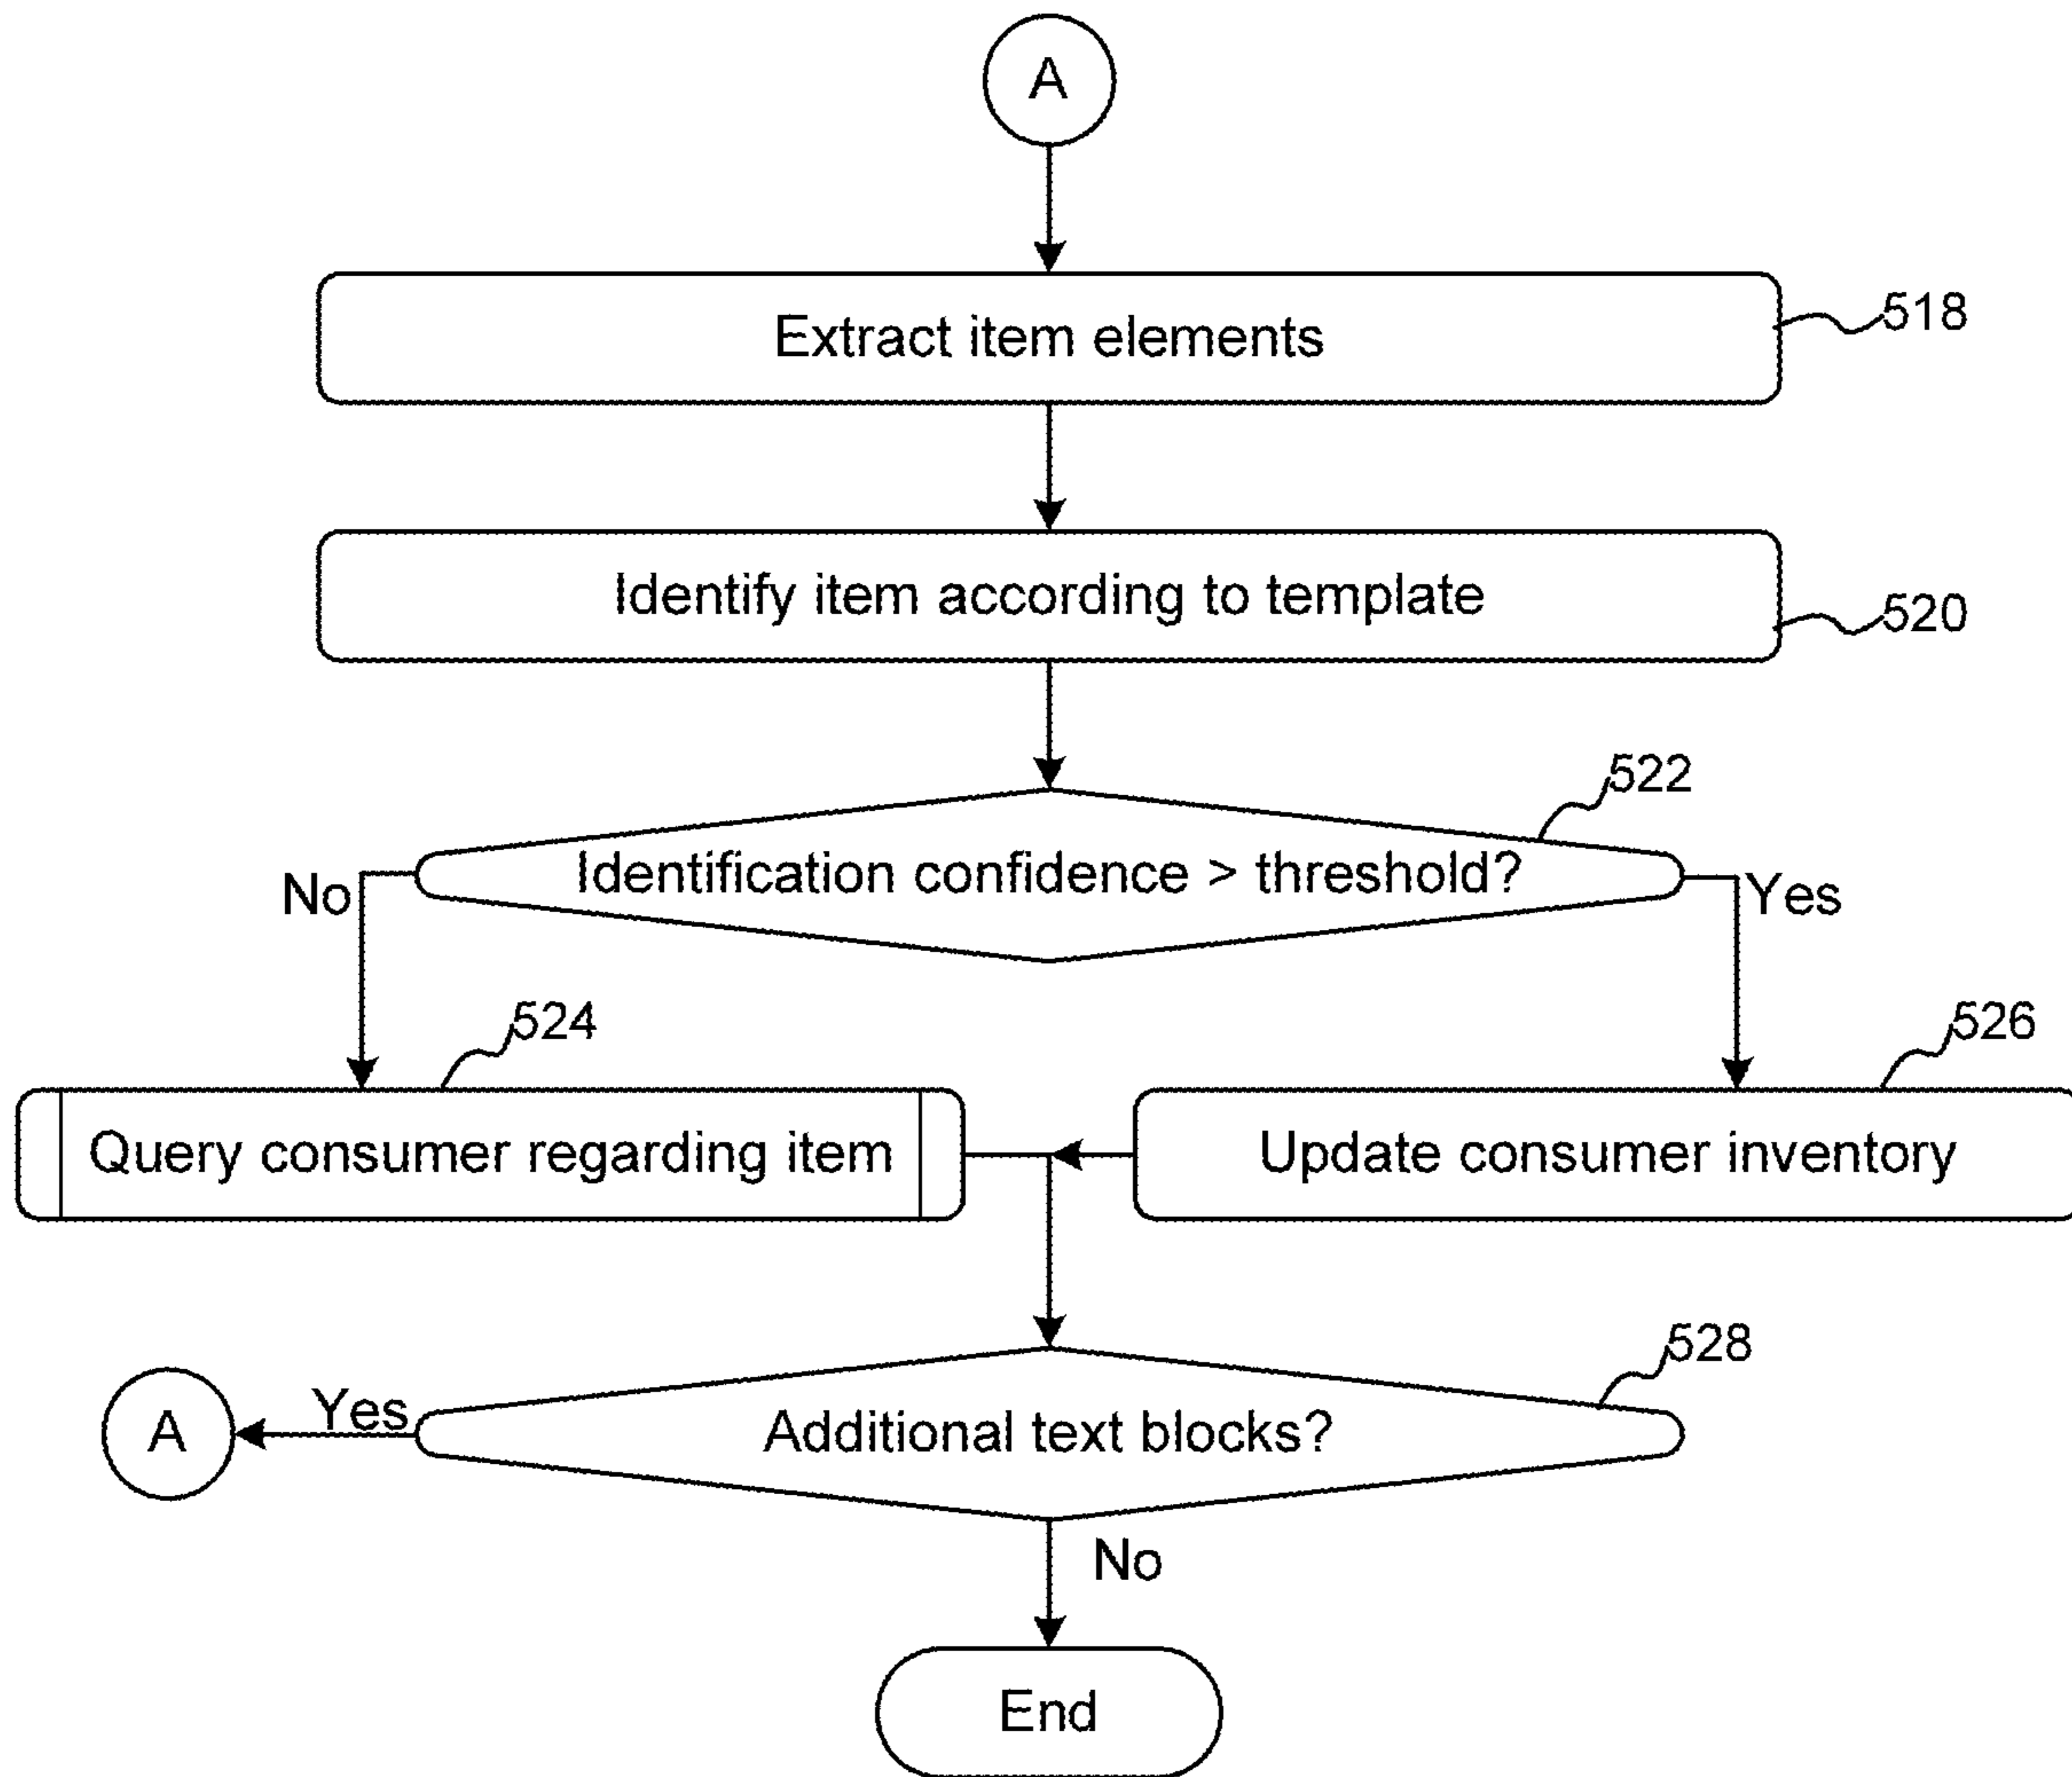 A
Extract item elements
518
Identify item according to template
520
522
Identification confidence > threshold?
No
Yes
524
526
Query consumer regarding item
Update consumer inventory
528
A
Yes
Additional text blocks?
No
End